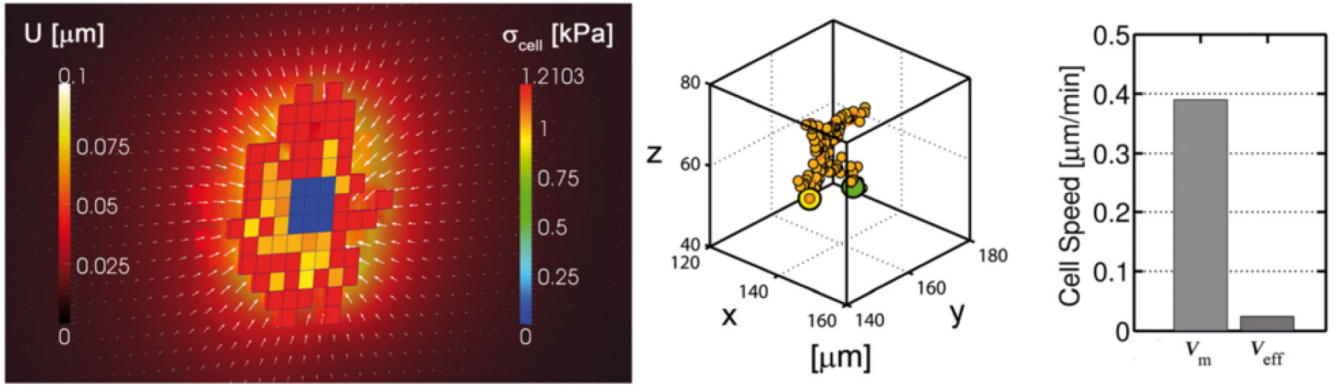 U [μm]
0.1
0.075
0.05
0.025
0
σcell [kPa]
1.2103
1
0.75
0.5
0.25
0
z
80
60
40
120
140
160
x
140
160
180
y
[μm]
Cell Speed [μm/min]
0.5
0.4
0.3
0.2
0.1
0
Vm
Veff